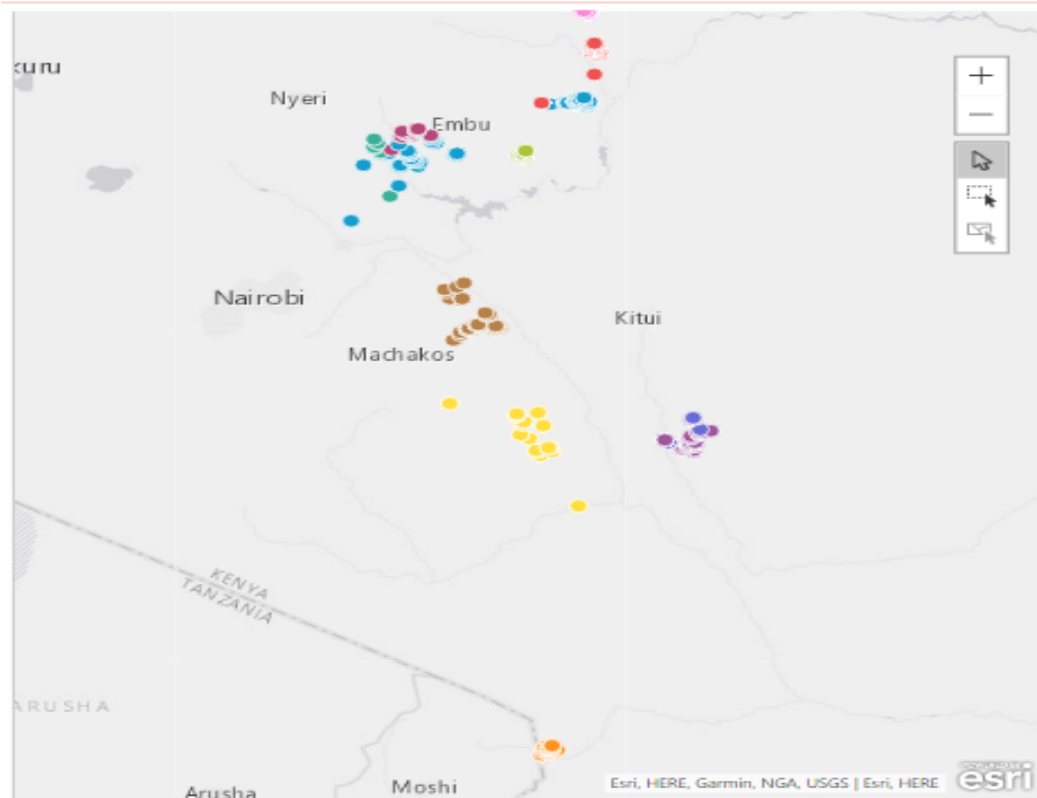 kuru
Nyeri
Embu
Nairobi
Kitui
Machakos
KENYA
TANZANIA
ARUSHA
Moshi
Arusha
Esri, HERE, Garmin, NGA, USGS | Esri, HERE
esri